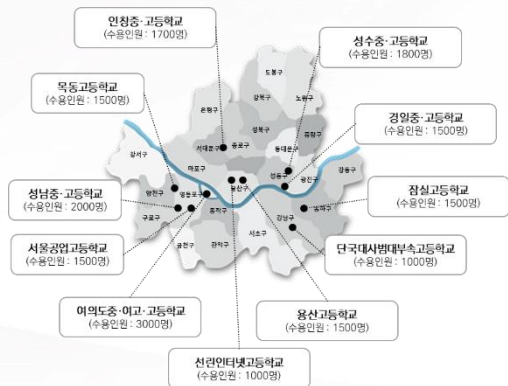 인창중·고등학교
(수용인원 : 1700명)
성수중·고등학교
(수용인원 : 1800명)
목동고등학교
(수용인원 : 1500명)
경일중·고등학교
(수용인원 : 1500명)
성남중·고등학교
(수용인원 : 2000명)
잠실고등학교
(수용인원 : 1500명)
서울공업고등학교
(수용인원 : 1500명)
단국대사범대부속고등학교
(수용인원 : 1000명)
여의도중·여고·고등학교
(수용인원 : 3000명)
용산고등학교
(수용인원 : 1500명)
선린인터넷고등학교
(수용인원 : 1000명)
도봉구
강북구
노원구
은평구
성북구
중랑구
종로구
서대문구
동대문구
강서구
마포구
성동구
광진구
강동구
용산구
양천구
영등포구
동작구
송파구
강남구
구로구
서초구
금천구
관악구